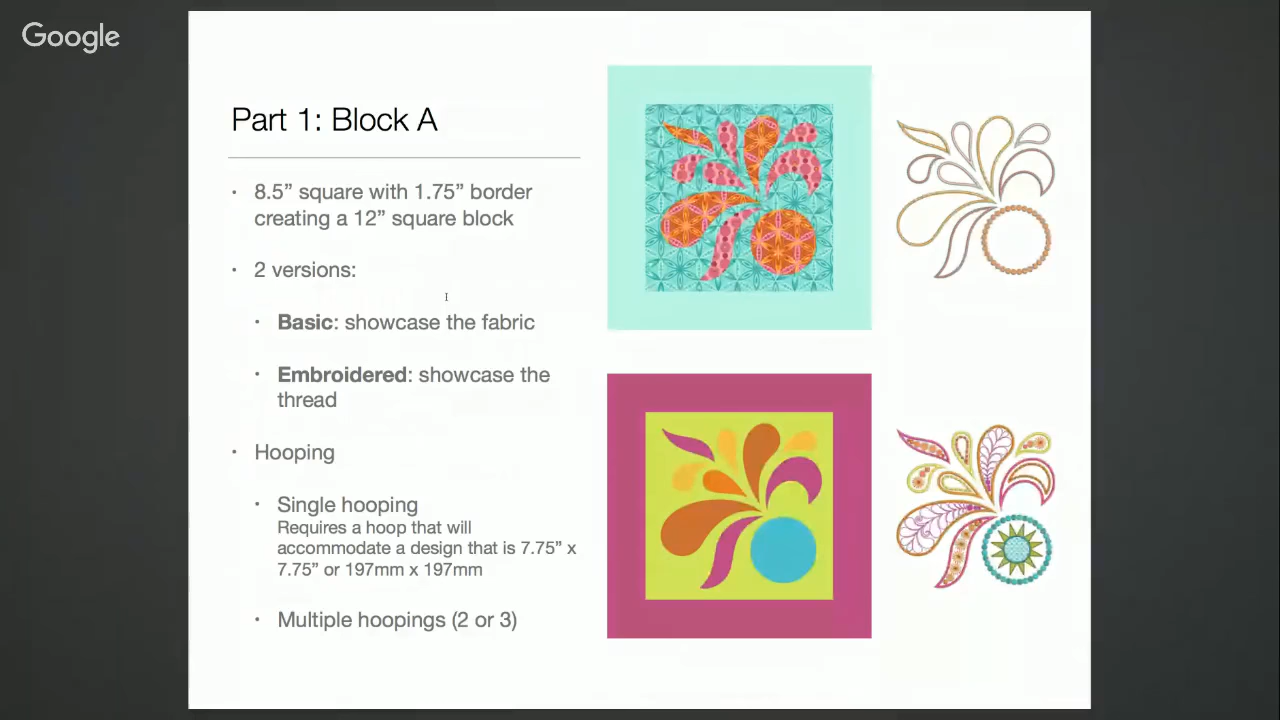 Google
Part 1: Block A
· 8.5” square with 1.75” border
creating a 12” square block
· 2 versions:
· Basic: showcase the fabric
· Embroidered: showcase the
thread
· Hooping
· Single hooping
Requires a hoop that will
accommodate a design that is 7.75” x
7.75” or 197mm x 197mm
· Multiple hoopings (2 or 3)